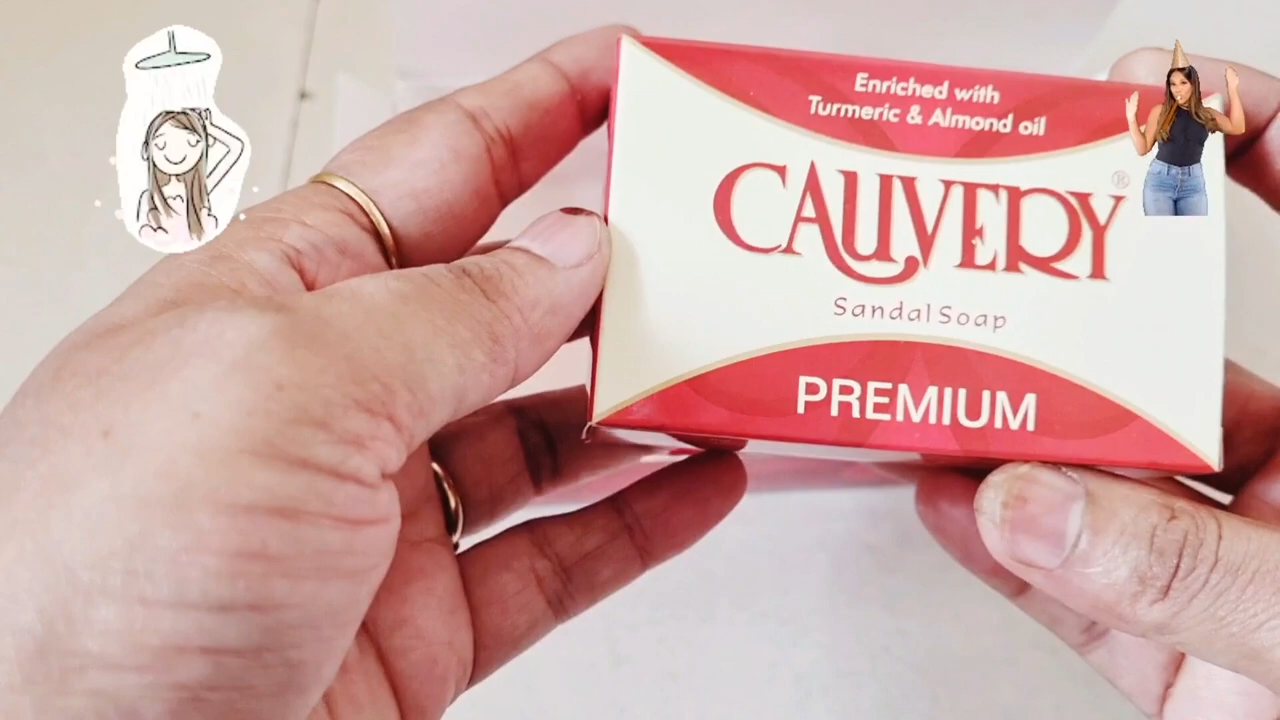 Enriched with
Turmeric & Almond oil
CAUVERY®
Sandal Soap
PREMIUM